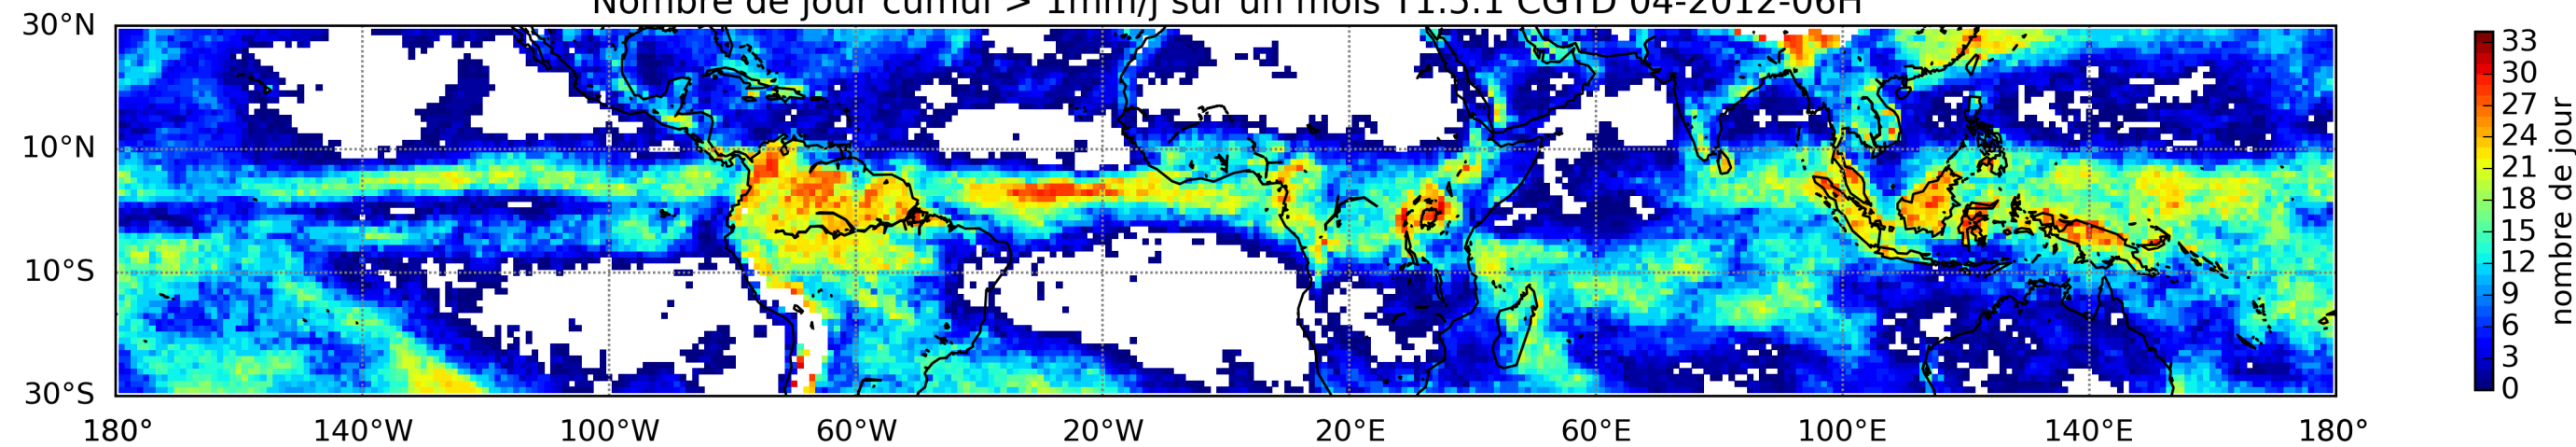 Nombre de jour cumul > 1mm/j sur un mois T1.5.1 CGTD 04-2012-06H
30°N
10°N
10°S
30°S
180° 140°W 100°W 60°W 20°W 20°E 60°E 100°E 140°E 180°
33
30
27
24
21
18
15
12
9
6
3
0
nombre de jour